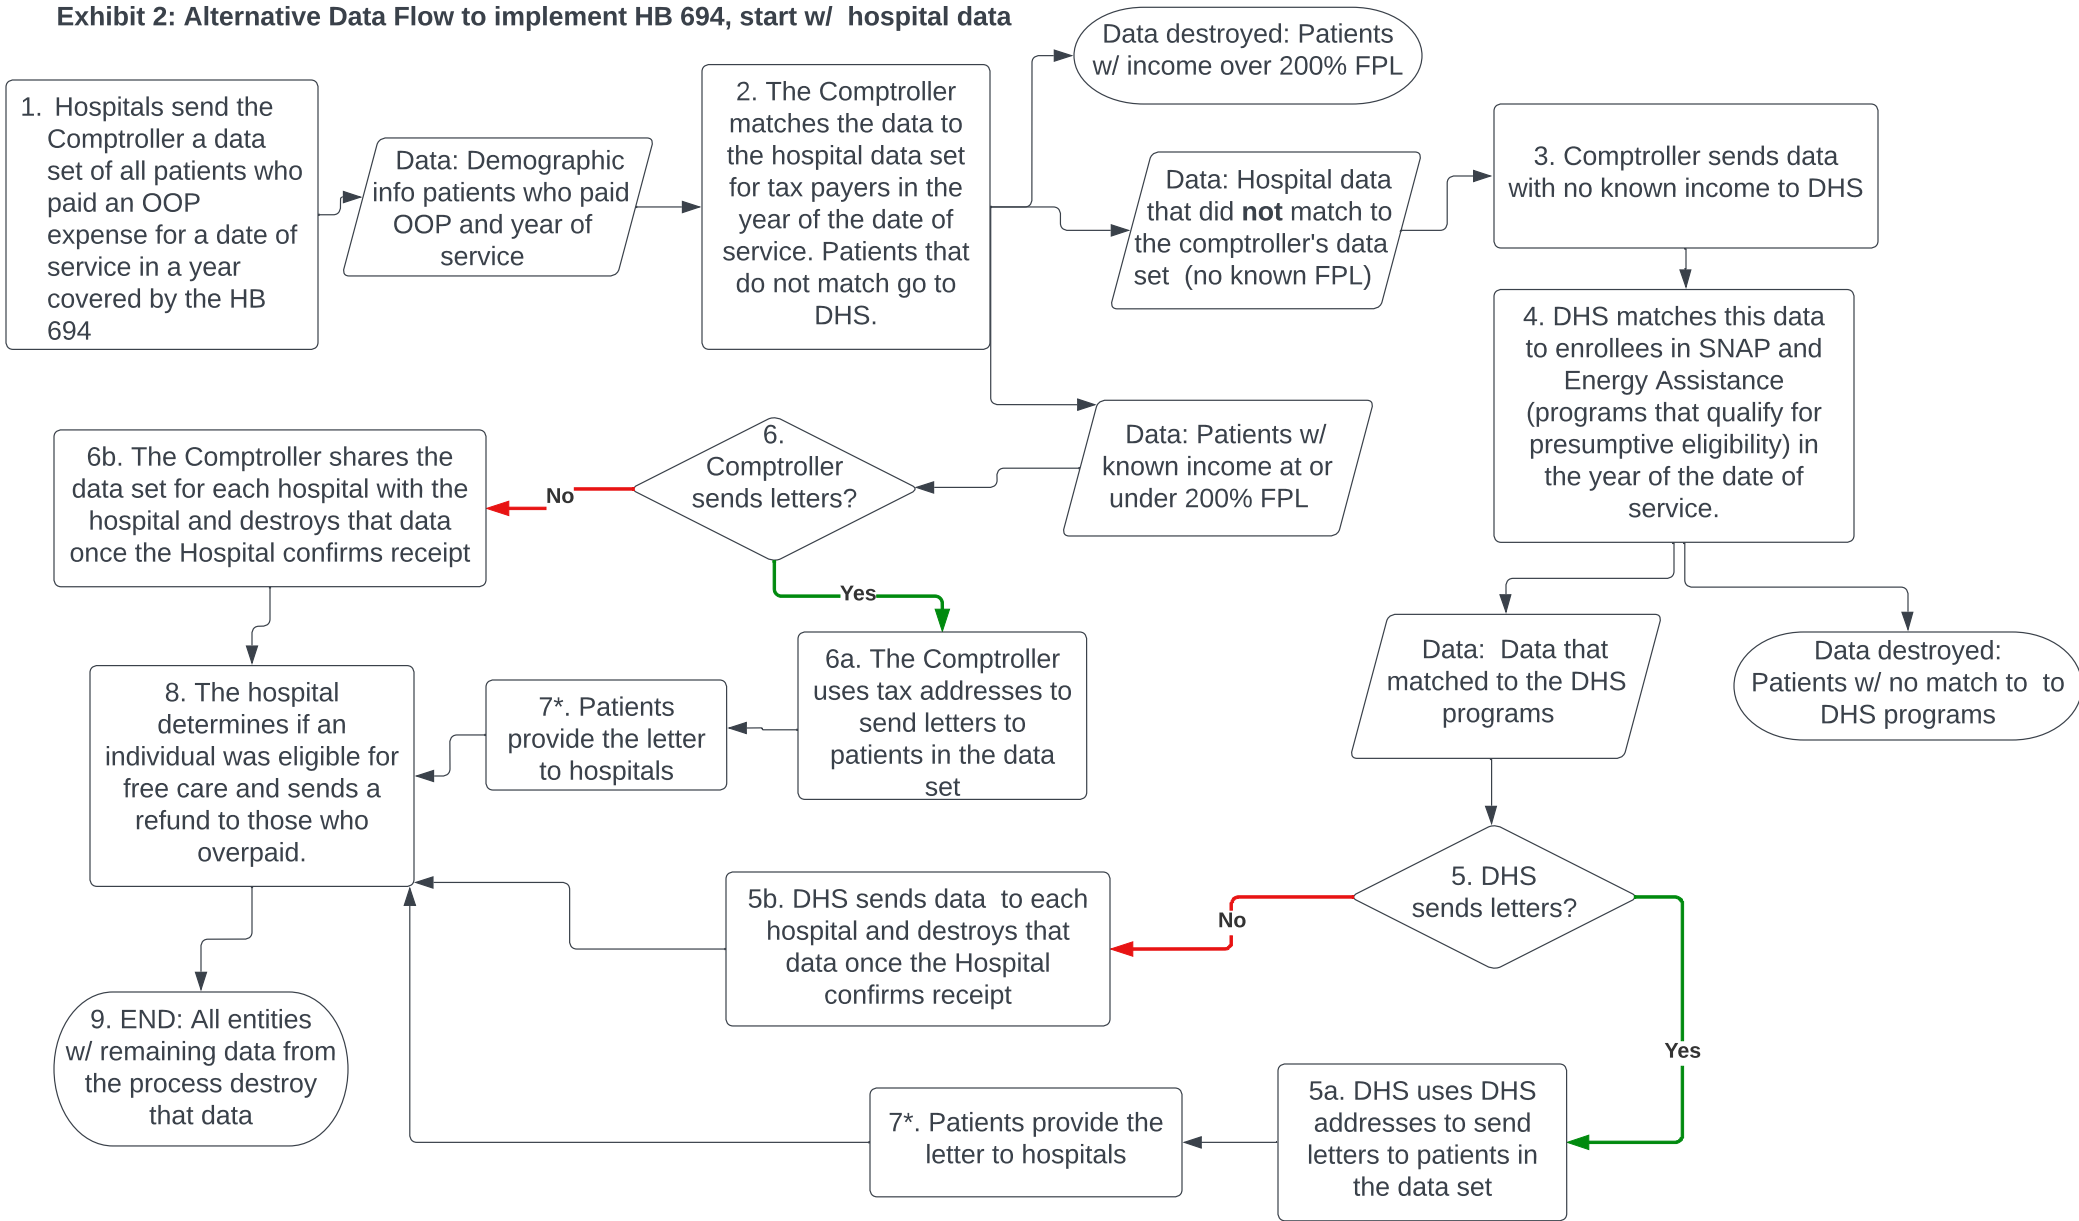 Exhibit 2: Alternative Data Flow to implement HB 694, start w/  hospital data
1.  Hospitals send the
Comptroller a data
set of all patients who
paid an OOP
expense for a date of
service in a year
covered by the HB
694
Data: Demographic
info patients who paid
OOP and year of
service
2. The Comptroller
matches the data to
the hospital data set
for tax payers in the
year of the date of
service. Patients that
do not match go to
DHS.
Data destroyed: Patients
w/ income over 200% FPL
Data: Hospital data
that did not match to
the comptroller's data
set  (no known FPL)
3. Comptroller sends data
with no known income to DHS
4. DHS matches this data
to enrollees in SNAP and
Energy Assistance
(programs that qualify for
presumptive eligibility) in
the year of the date of
service.
Data: Patients w/
known income at or
under 200% FPL
6.
Comptroller
sends letters?
No
Yes
6b. The Comptroller shares the
data set for each hospital with the
hospital and destroys that data
once the Hospital confirms receipt
6a. The Comptroller
uses tax addresses to
send letters to
patients in the data
set
7*. Patients
provide the letter
to hospitals
8. The hospital
determines if an
individual was eligible for
free care and sends a
refund to those who
overpaid.
Data:  Data that
matched to the DHS
programs
Data destroyed:
Patients w/ no match to  to
DHS programs
5. DHS
sends letters?
No
Yes
5b. DHS sends data  to each
hospital and destroys that
data once the Hospital
confirms receipt
5a. DHS uses DHS
addresses to send
letters to patients in
the data set
7*. Patients provide the
letter to hospitals
9. END: All entities
w/ remaining data from
the process destroy
that data